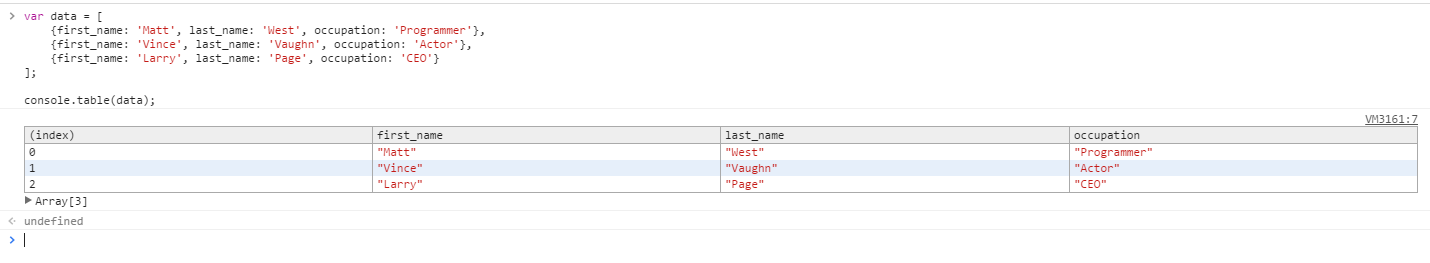 var data = [
    {first_name: 'Matt', last_name: 'West', occupation: 'Programmer'},
    {first_name: 'Vince', last_name: 'Vaughn', occupation: 'Actor'},
    {first_name: 'Larry', last_name: 'Page', occupation: 'CEO'}
];
console.table(data);
VM3161:7
(index) first_name last_name occupation
0 "Matt" "West" "Programmer"
1 "Vince" "Vaughn" "Actor"
2 "Larry" "Page" "CEO"
Array[3]
undefined